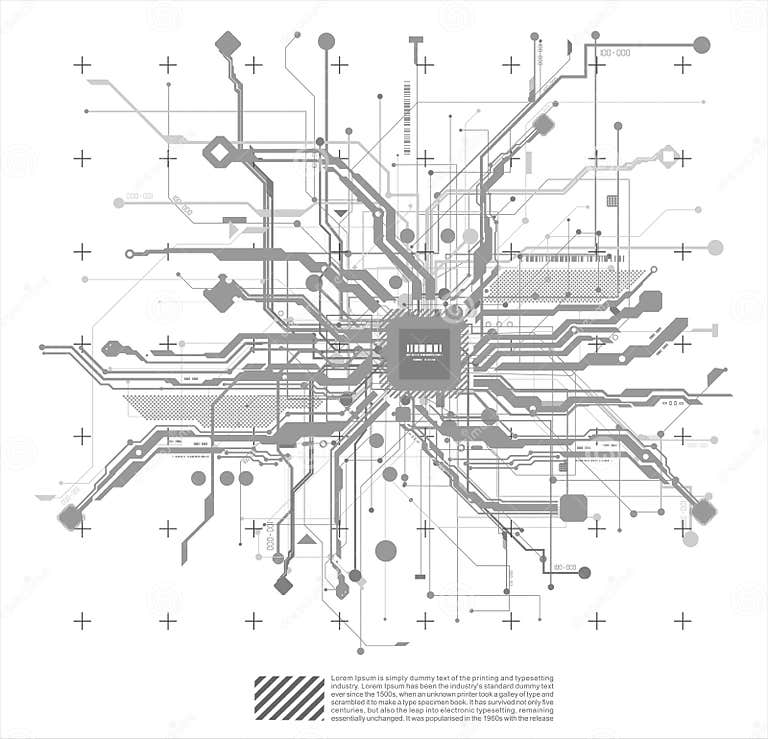 100-000
Lorem Ipsum is simply dummy text of the printing and typesetting
industry. Lorem Ipsum has been the industry's standard dummy text
ever since the 1500s, when an unknown printer took a galley of type and
scrambled it to make a type specimen book. It has survived not only five
centuries, but also the leap into electronic typesetting, remaining
essentially unchanged. It was popularised in the 1960s with the release